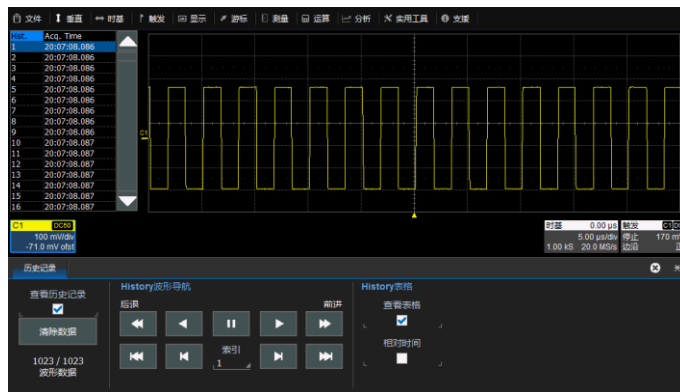 文件 垂直 时基 触发 显示 游标 测量 运算 分析 实用工具 支援
Hist. Acq. Time
1 20:07:08.086
2 20:07:08.086
3 20:07:08.086
4 20:07:08.086
5 20:07:08.086
6 20:07:08.086
7 20:07:08.086
8 20:07:08.086
9 20:07:08.086
10 20:07:08.087
11 20:07:08.087
12 20:07:08.087
13 20:07:08.087
14 20:07:08.087
15 20:07:08.087
16 20:07:08.087
C1
C1 DC50
100 mV/div
-71.0 mV ofst
时基 0.00 µs
5.00 µs/div
1.00 kS 20.0 MS/s
触发 C1
停止 170 m
边沿 正
历史记录
查看历史记录
清除数据
1023 / 1023
波形数据
History波形导航
后退 前进
索引
1
History表格
查看表格
相对时间